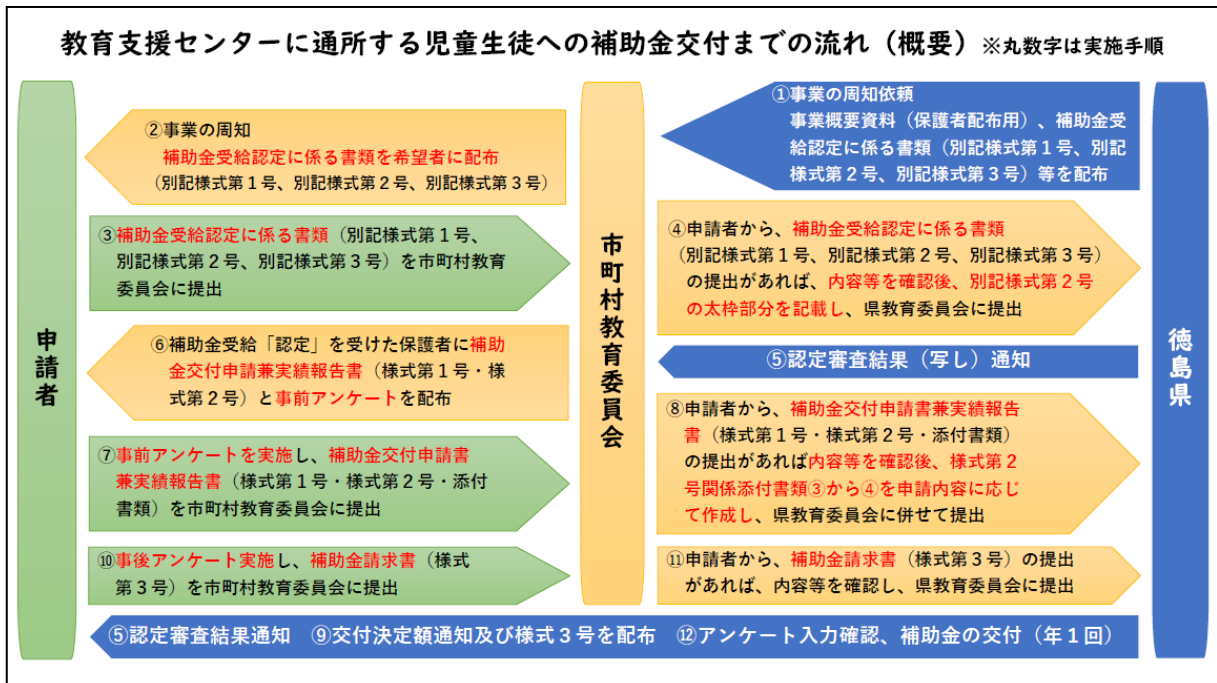 教育支援センターに通所する児童生徒への補助金交付までの流れ（概要）※丸数字は実施手順
申請者
市町村教育委員会
徳島県
①事業の周知依頼
事業概要資料（保護者配布用）、補助金受
給認定に係る書類（別記様式第１号、別記
様式第２号、別記様式第３号）等を配布
②事業の周知
補助金受給認定に係る書類を希望者に配布
（別記様式第１号、別記様式第２号、別記様式第３号）
③補助金受給認定に係る書類（別記様式第１号、
別記様式第２号、別記様式第３号）を市町村教育
委員会に提出
④申請者から、補助金受給認定に係る書類
（別記様式第１号、別記様式第２号、別記様式第３号）
の提出があれば、内容等を確認後、別記様式第２号
の太枠部分を記載し、県教育委員会に提出
⑤認定審査結果（写し）通知
⑥補助金受給「認定」を受けた保護者に補助
金交付申請兼実績報告書（様式第１号・様
式第２号）と事前アンケートを配布
⑦事前アンケートを実施し、補助金交付申請書
兼実績報告書（様式第１号・様式第２号・添付
書類）を市町村教育委員会に提出
⑧申請者から、補助金交付申請書兼実績報告
書（様式第１号・様式第２号・添付書類）
の提出があれば内容等を確認後、様式第２
号関係添付書類③から④を申請内容に応じ
て作成し、県教育委員会に併せて提出
⑩事後アンケート実施し、補助金請求書（様式
第３号）を市町村教育委員会に提出
⑪申請者から、補助金請求書（様式第３号）の提出
があれば、内容等を確認し、県教育委員会に提出
⑤認定審査結果通知　⑨交付決定額通知及び様式３号を配布　⑫アンケート入力確認、補助金の交付（年１回）